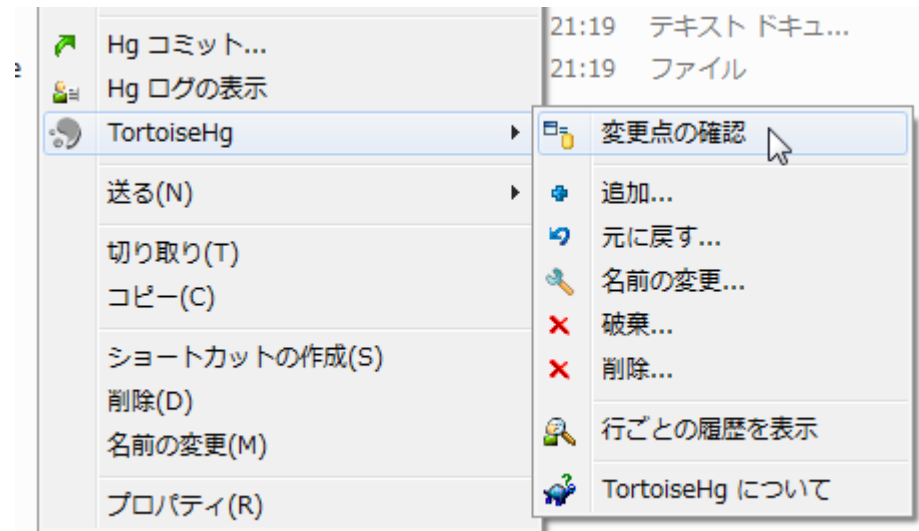 21:19 テキスト ドキュ...
21:19 ファイル
Hg コミット...
Hg ログの表示
TortoiseHg
送る(N)
切り取り(T)
コピー(C)
ショートカットの作成(S)
削除(D)
名前の変更(M)
プロパティ(R)
変更点の確認
追加...
元に戻す...
名前の変更...
破棄...
削除...
行ごとの履歴を表示
TortoiseHg について